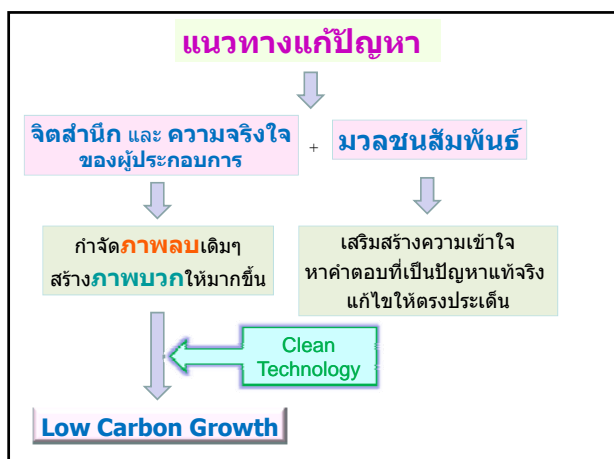 แนวทางแก้ปัญหา
จิตสำนึก และ ความจริงใจ
ของผู้ประกอบการ
+
มวลชนสัมพันธ์
กำจัดภาพลบเดิมๆ
สร้างภาพบวกให้มากขึ้น
เสริมสร้างความเข้าใจ
หาคำตอบที่เป็นปัญหาแท้จริง
แก้ไขให้ตรงประเด็น
Clean
Technology
Low Carbon Growth